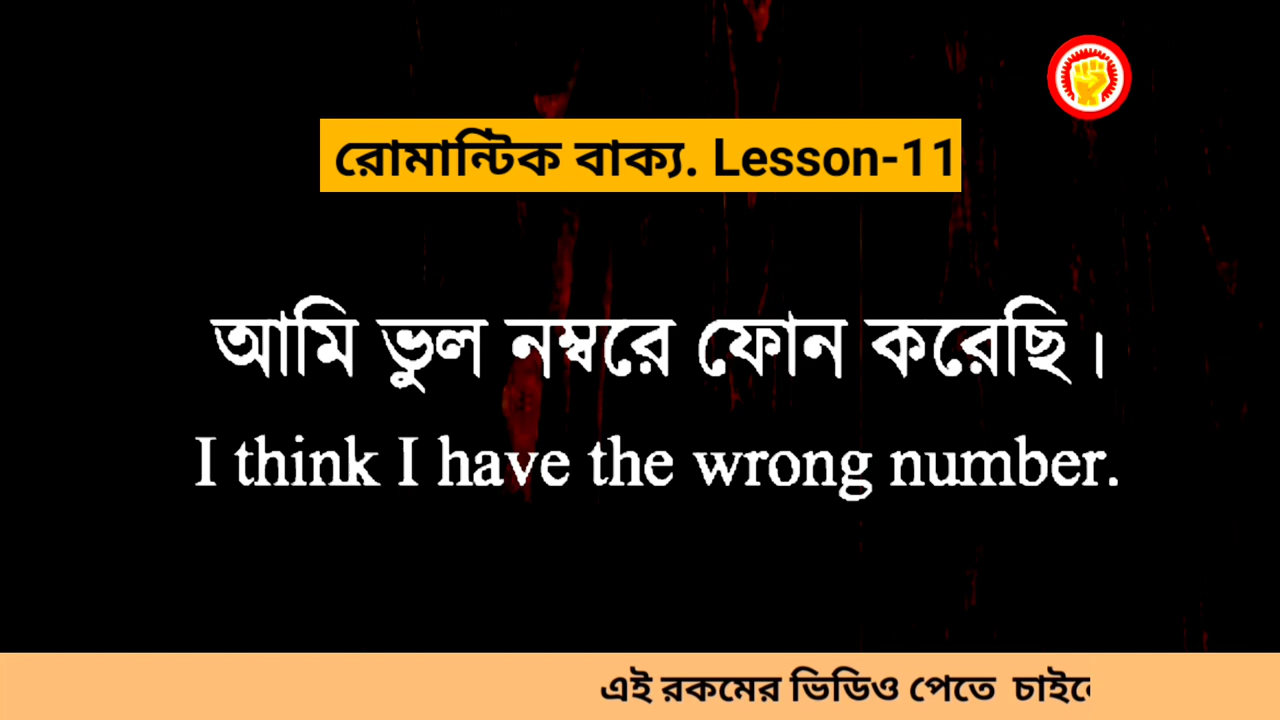 রোমান্টিক বাক্য. Lesson-11
আমি ভুল নম্বরে ফোন করেছি।
I think I have the wrong number.
এই রকমের ভিডিও পেতে